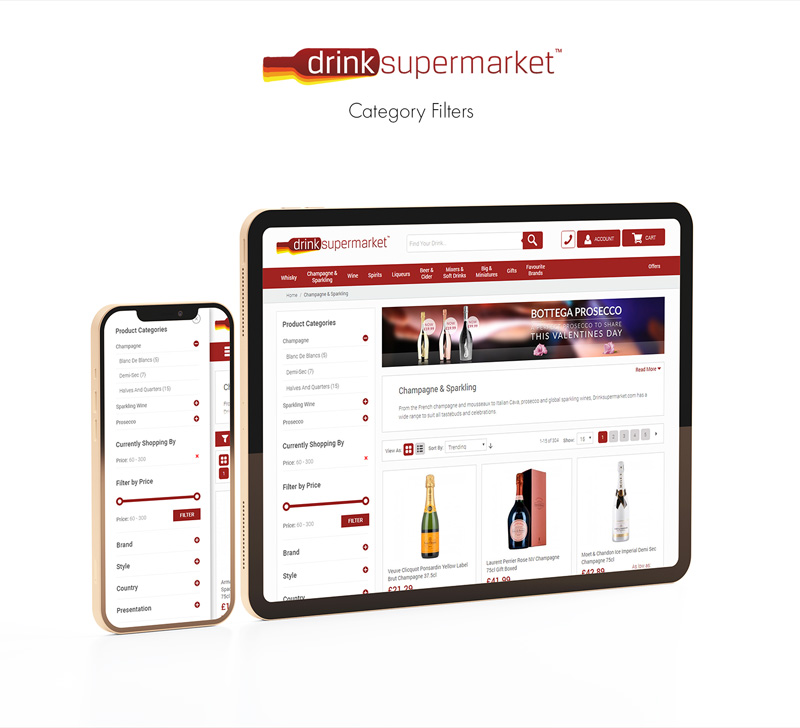 drinksupermarket™
Category Filters
Product Categories
Champagne
Blanc De Blancs (5)
Demi-Sec (7)
Halves And Quarters (15)
Sparkling Wine
Prosecco
Currently Shopping By
Price: 60 - 300
Filter by Price
Price: 60 - 300
FILTER
Brand
Style
Country
Presentation
75cl
drinksupermarket™
Find Your Drink...
ACCOUNT
CART
Whisky
Champagne &
Sparkling
Wine
Spirits
Liqueurs
Beer &
Cider
Mixers &
Soft Drinks
Big &
Miniatures
Gifts
Favourite
Brands
Offers
Home / Champagne & Sparkling
Product Categories
Champagne
Blanc De Blancs (5)
Demi-Sec (7)
Halves And Quarters (15)
Sparkling Wine
Prosecco
Currently Shopping By
Price: 60 - 300
Filter by Price
Price: 60 - 300
FILTER
Brand
Style
Country
BOTTEGA PROSECCO
PROSECCO TO SHARE
THIS VALENTINES DAY
Read More
Champagne & Sparkling
From the French champagne and mousseaux to Italian Cava, prosecco and global sparkling wines, Drinksupermarket.com has a
wide range to suit all tastebuds and celebrations
View As:
Sort By: Trending
1-15 of 304 Show: 15
1 2 3 4 5
Veuve Clicquot Ponsardin Yellow Label
Brut Champagne 37.5cl
£21.29
Laurent Perrier Rose NV Champagne
75cl Gift Boxed
£41.99
Moet & Chandon Ice Imperial Demi Sec
Champagne 75cl
£42.89